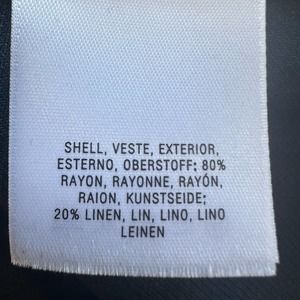 SHELL, VESTE, EXTERIOR,
ESTERNO, OBERSTOFF; 80%
RAYON, RAYONNE, RAYÓN,
RAION, KUNSTSEIDE;
20% LINEN, LIN, LINO, LINO
LEINEN